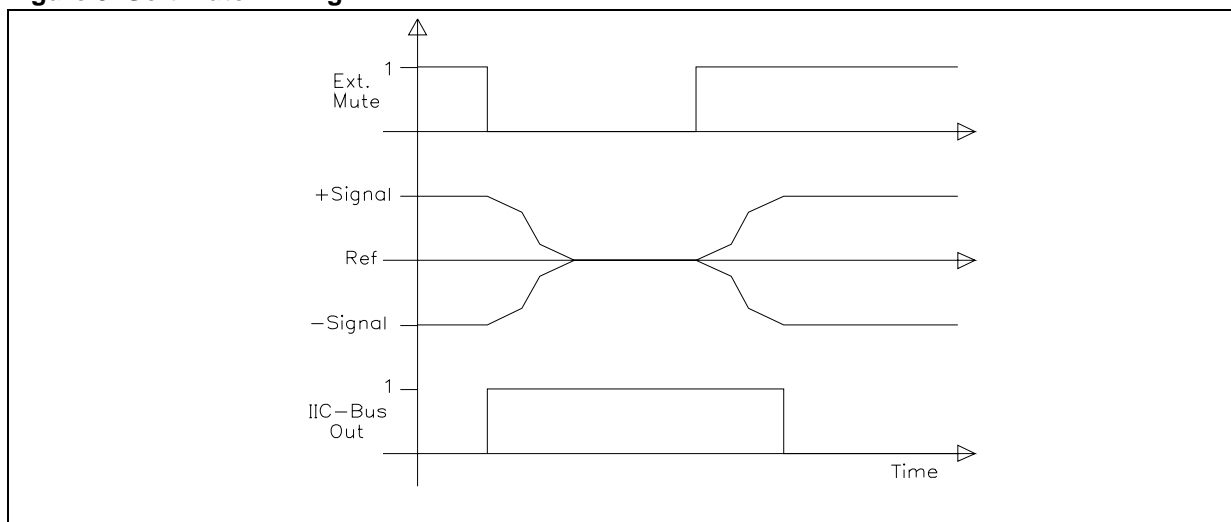 1
Ext.
Mute
+Signal
Ref
−Signal
1
IIC−Bus
Out
Time